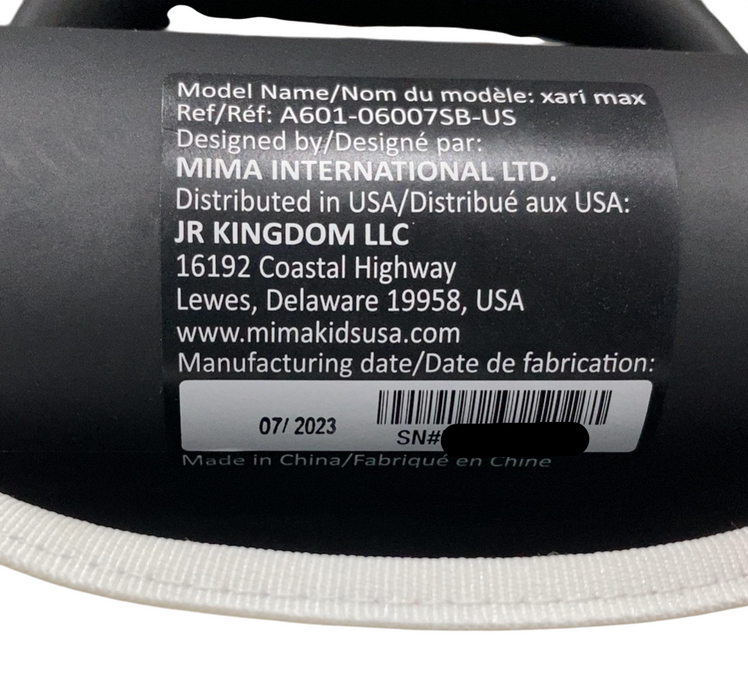 Model Name/Nom du modèle: xari max
Ref/Réf: A601-06007SB-US
Designed by/Designé par:
MIMA INTERNATIONAL LTD.
Distributed in USA/Distribué aux USA:
JR KINGDOM LLC
16192 Coastal Highway
Lewes, Delaware 19958, USA
www.mimakidsusa.com
Manufacturing date/Date de fabrication:
07/ 2023
SN#
Made in China/Fabriqué en Chine